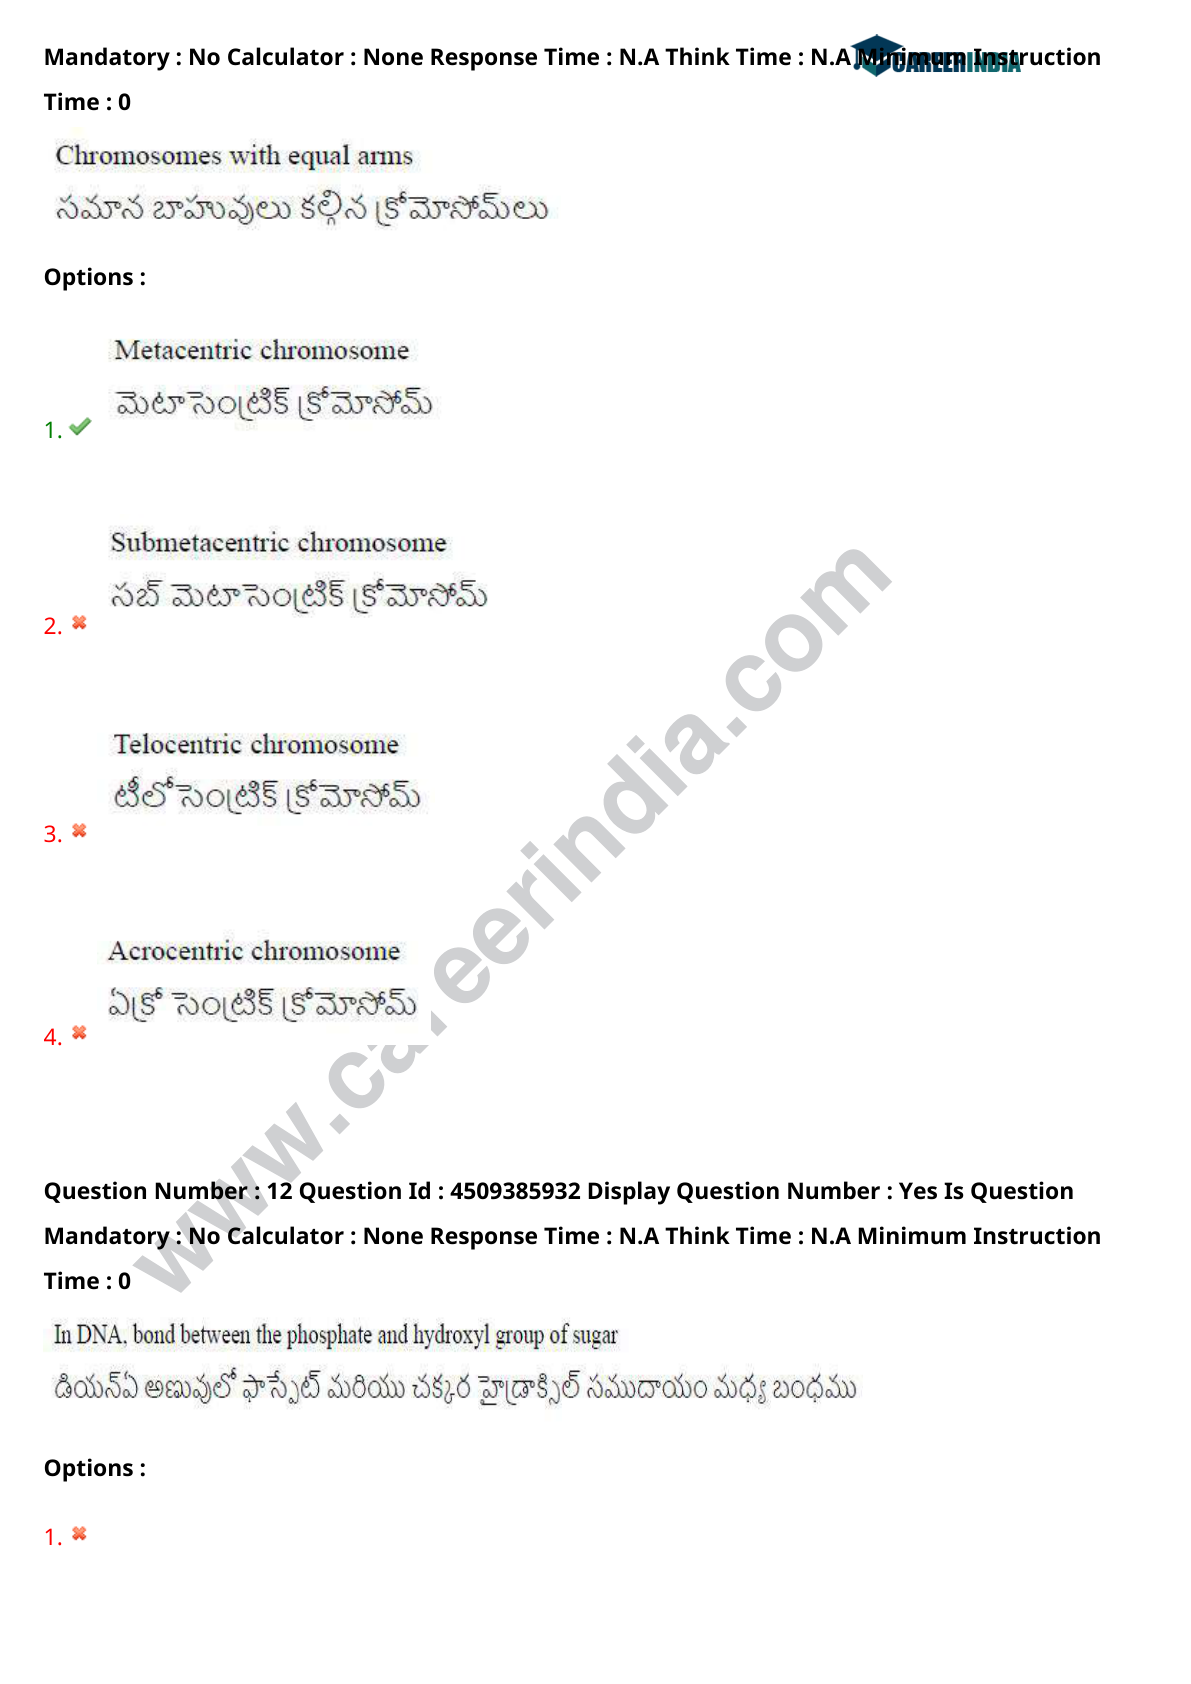 Mandatory : No Calculator : None Response Time : N.A Think Time : N.A Minimum Instruction
CAREERINDIA
Time : 0
Chromosomes with equal arms
సమాన బాహువులు కల్గిన క్రోమోసోమ్‌లు
Options :
Metacentric chromosome
మెటాసెంట్రిక్ క్రోమోసోమ్
1.
Submetacentric chromosome
సబ్ మెటాసెంట్రిక్ క్రోమోసోమ్
2.
Telocentric chromosome
టీలోసెంట్రిక్ క్రోమోసోమ్
3.
Acrocentric chromosome
ఏక్రో సెంట్రిక్ క్రోమోసోమ్
4.
www.careerindia.com
Question Number : 12 Question Id : 4509385932 Display Question Number : Yes Is Question
Mandatory : No Calculator : None Response Time : N.A Think Time : N.A Minimum Instruction
Time : 0
In DNA, bond between the phosphate and hydroxyl group of sugar
డియన్ఏ అణువులో ఫాస్ఫేట్ మరియు చక్కర హైడ్రాక్సిల్ సముదాయం మధ్య బంధము
Options :
1.